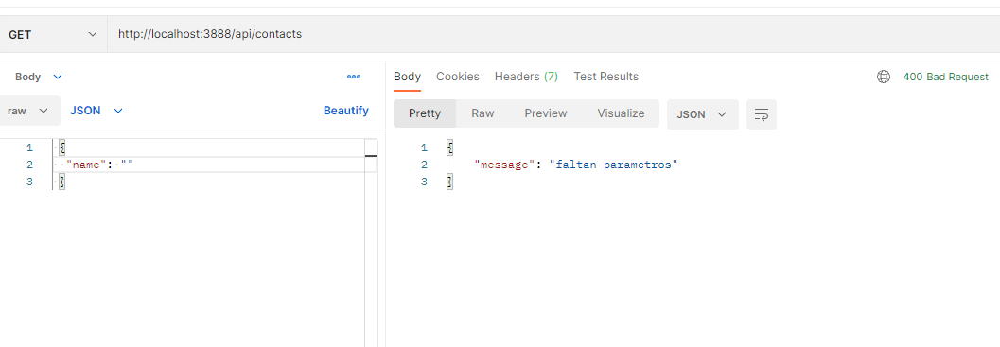 GET http://localhost:3888/api/contacts
Body
raw JSON Beautify
1 {
2 "name": ""
3 }
Body Cookies Headers (7) Test Results 400 Bad Request
Pretty Raw Preview Visualize JSON
1 {
2 "message": "faltan parametros"
3 }